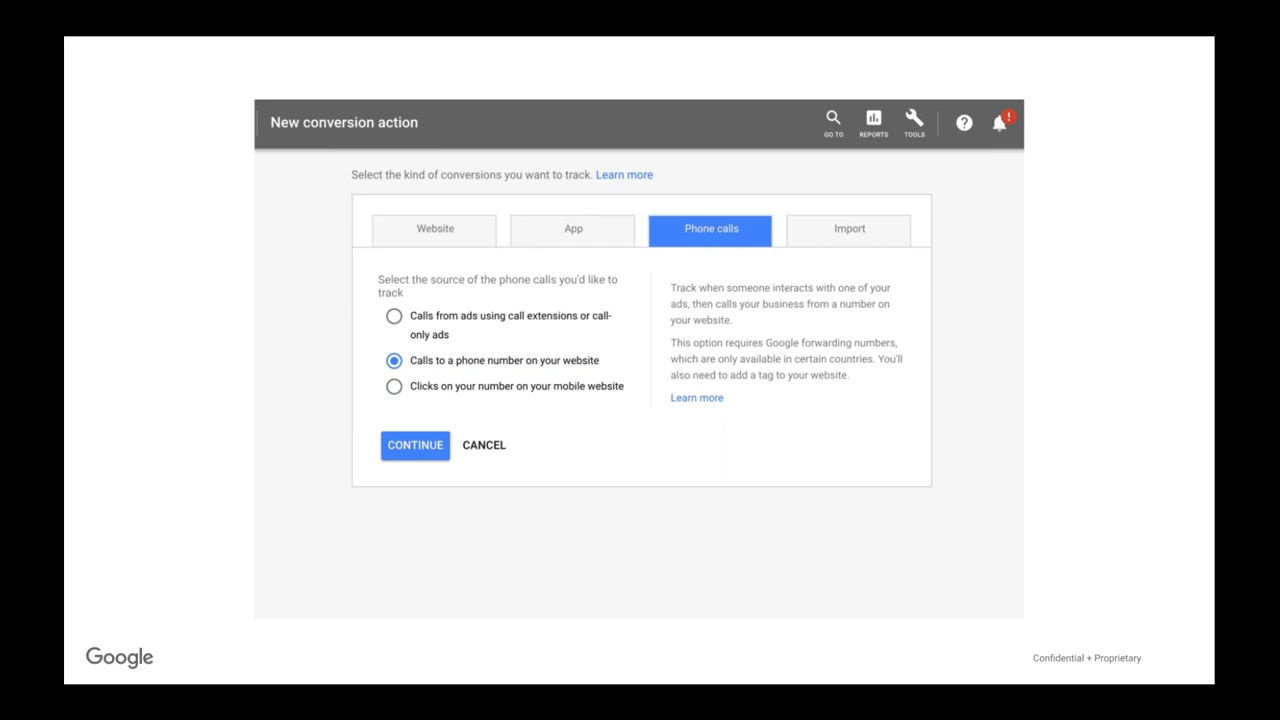 New conversion action
GO TO
REPORTS
TOOLS
!
Select the kind of conversions you want to track. Learn more
Website
App
Phone calls
Import
Select the source of the phone calls you'd like to
track
Calls from ads using call extensions or call-
only ads
Calls to a phone number on your website
Clicks on your number on your mobile website
Track when someone interacts with one of your
ads, then calls your business from a number on
your website.
This option requires Google forwarding numbers,
which are only available in certain countries. You'll
also need to add a tag to your website.
Learn more
CONTINUE
CANCEL
Google
Confidential + Proprietary